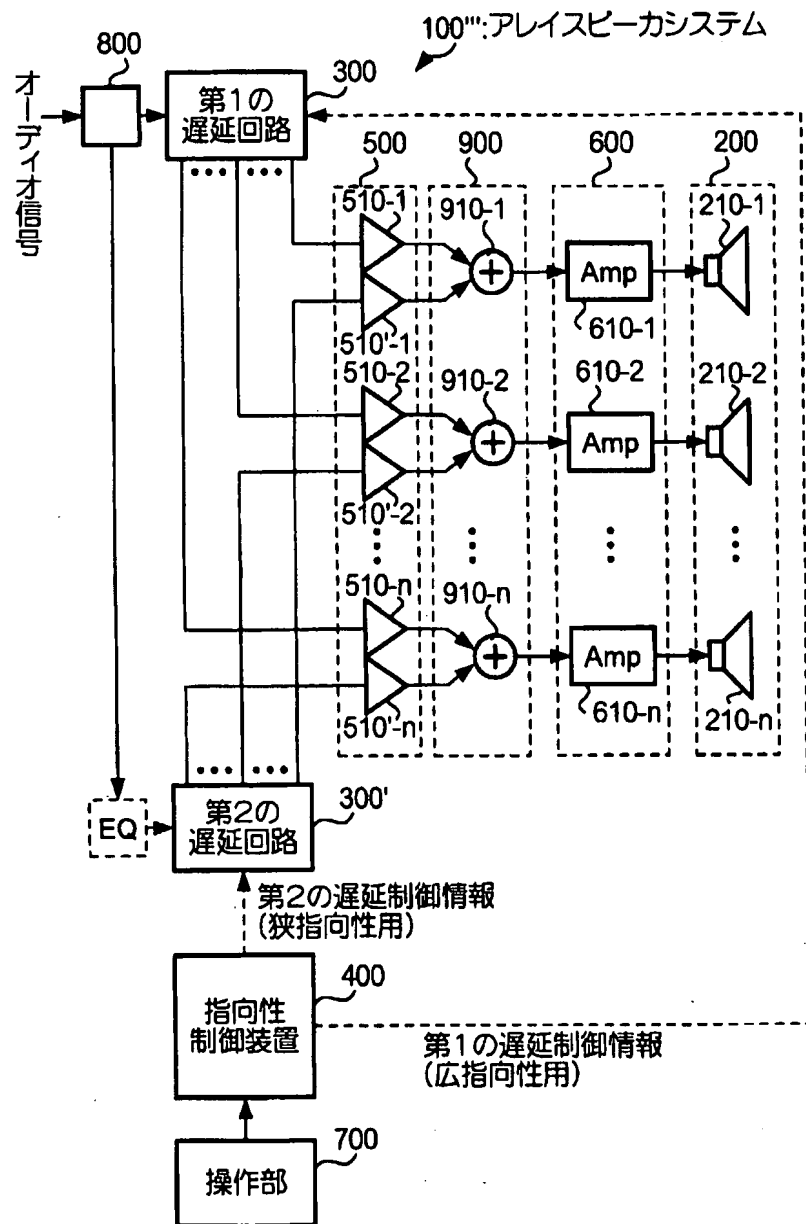 100''':アレイスピーカシステム
800
オーディオ信号
第1の
遅延回路
300
500
900
600
200
510-1
510'-1
910-1
Amp
610-1
210-1
510-2
510'-2
910-2
610-2
Amp
210-2
510-n
510'-n
910-n
Amp
610-n
210-n
EQ
第2の
遅延回路
300'
第2の遅延制御情報
(狭指向性用)
指向性
制御装置
400
第1の遅延制御情報
(広指向性用)
操作部
700